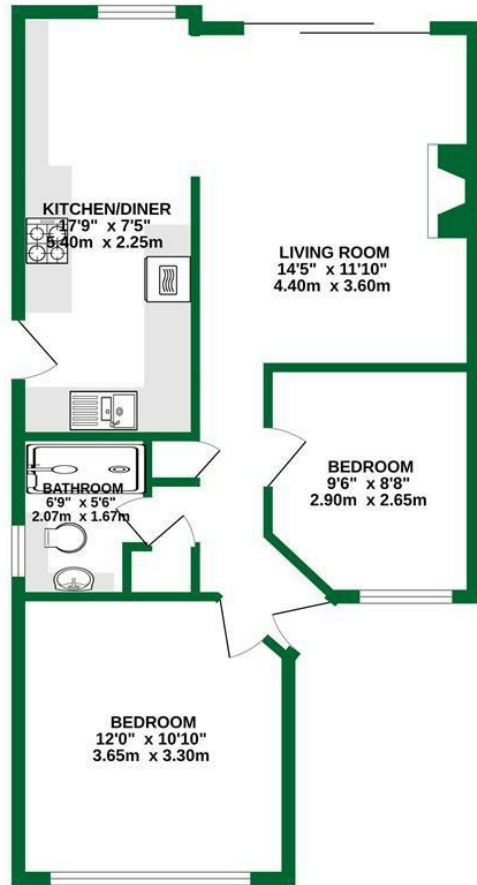 KITCHEN/DINER
17'9" x 7'5"
5.40m x 2.25m
LIVING ROOM
14'5" x 11'10"
4.40m x 3.60m
BEDROOM
9'6" x 8'8"
2.90m x 2.65m
BATHROOM
6'9" x 5'6"
2.07m x 1.67m
BEDROOM
12'0" x 10'10"
3.65m x 3.30m